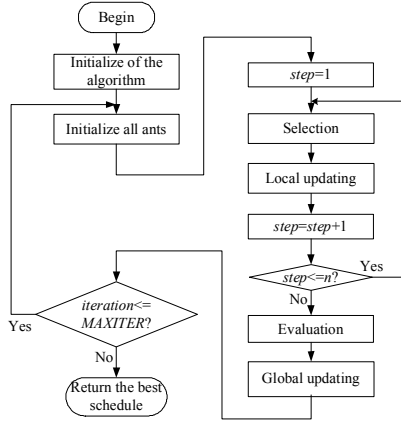 Begin
Initialize of the
algorithm
Initialize all ants
step=1
Selection
Local updating
step=step+1
step<=n?
Yes
No
Evaluation
Global updating
iteration<=
MAXITER?
Yes
No
Return the best
schedule